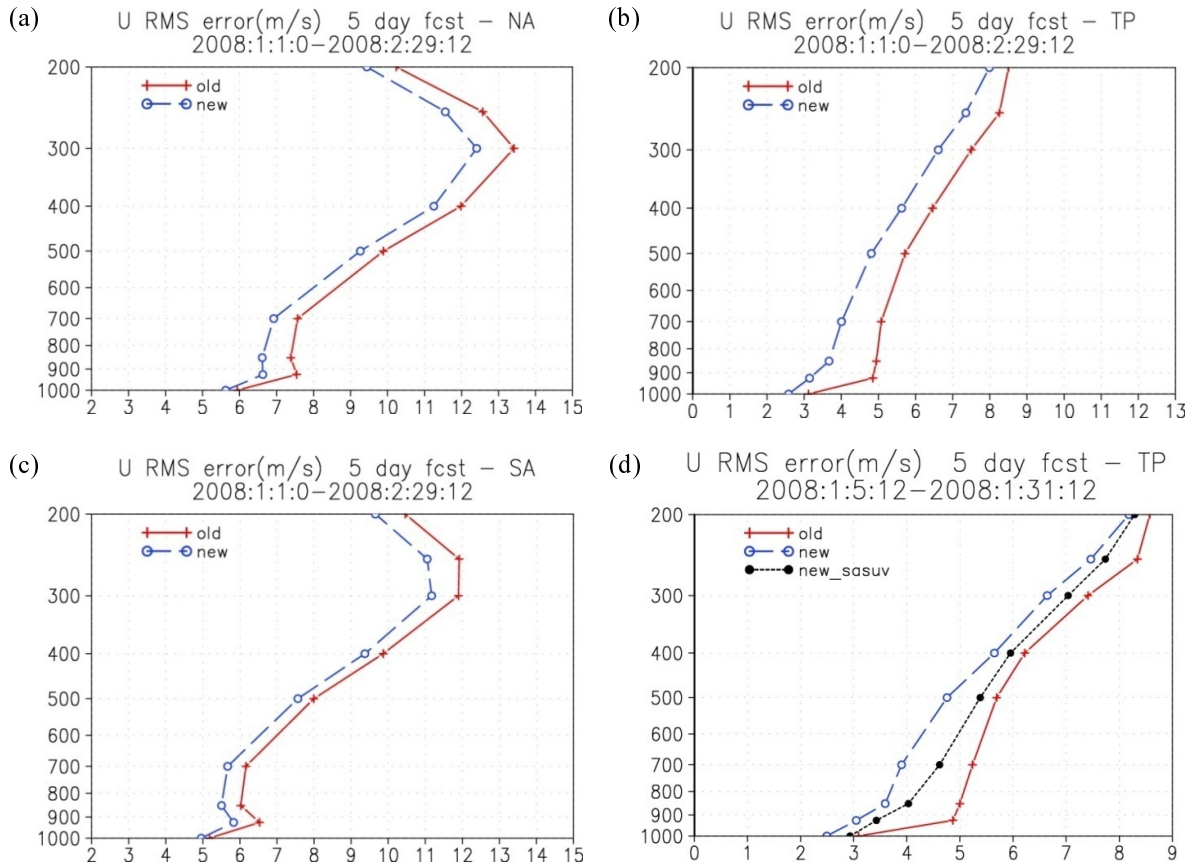 (a)
U RMS error(m/s) 5 day fcst – NA
2008:1:1:0–2008:2:29:12
old
new
200
300
400
500
600
700
800
900
1000
2 3 4 5 6 7 8 9 10 11 12 13 14 15
(b)
U RMS error(m/s) 5 day fcst – TP
2008:1:1:0–2008:2:29:12
old
new
200
300
400
500
600
700
800
900
1000
0 1 2 3 4 5 6 7 8 9 10 11 12 13
(c)
U RMS error(m/s) 5 day fcst – SA
2008:1:1:0–2008:2:29:12
old
new
200
300
400
500
600
700
800
900
1000
2 3 4 5 6 7 8 9 10 11 12 13 14 15
(d)
U RMS error(m/s) 5 day fcst – TP
2008:1:5:12–2008:1:31:12
old
new
new_sasuv
200
300
400
500
600
700
800
900
1000
0 1 2 3 4 5 6 7 8 9